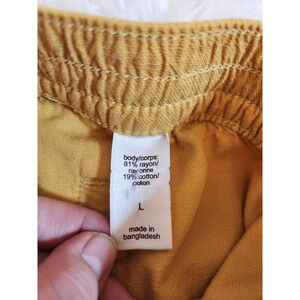 body/corps:
81% rayon/
rayonne
19% cotton/
coton
L
made in
bangladesh